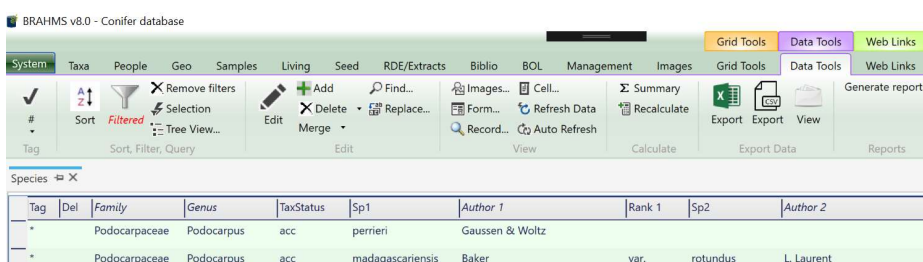 BRAHMS v8.0 - Conifer database
Grid Tools Data Tools Web Links
System Taxa People Geo Samples Living Seed RDE/Extracts Biblio BOL Management Images Grid Tools Data Tools Web Links
A Remove filters Add Find... Images... Cell... Σ Summary Generate report
Z Selection Delete Replace... Form... Refresh Data Recalculate
# Sort Filtered Tree View... Edit Merge Record... Auto Refresh CSV Export Export View
Tag Sort, Filter, Query Edit View Calculate Export Data Reports
Species
Tag Del Family Genus TaxStatus Sp1 Author 1 Rank 1 Sp2 Author 2
* Podocarpaceae Podocarpus acc perrieri Gaussen & Woltz
* Podocarpaceae Podocarpus acc madagascariensis Baker var. rotundus L. Laurent